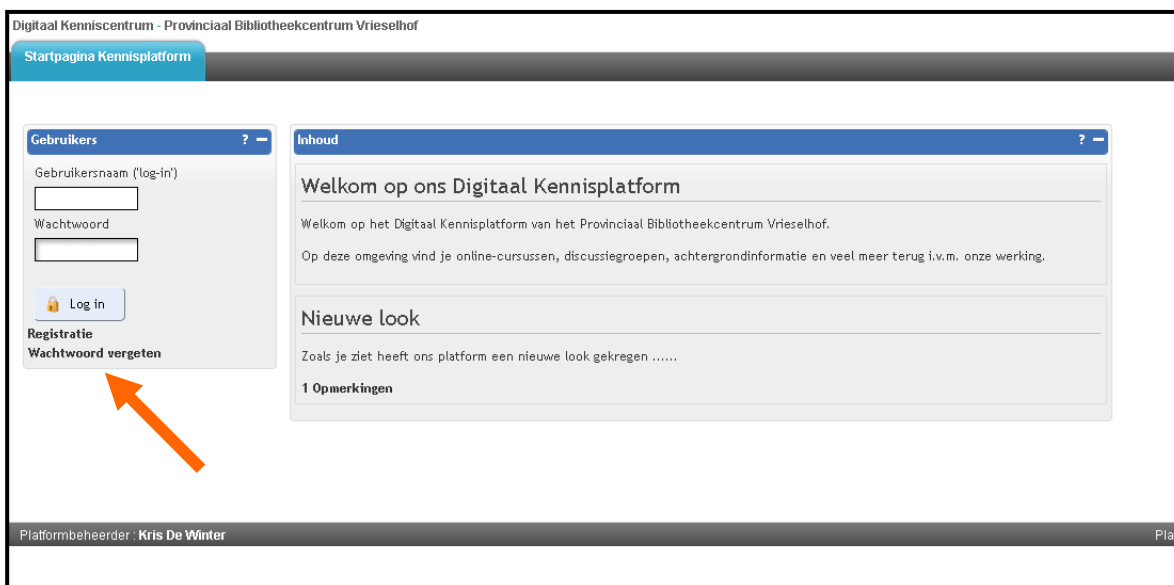 Digitaal Kenniscentrum - Provinciaal Bibliotheekcentrum Vrieselhof
Startpagina Kennisplatform
Gebruikers ? –
Gebruikersnaam ('log-in')
Wachtwoord
Log in
Registratie
Wachtwoord vergeten
Inhoud ? –
Welkom op ons Digitaal Kennisplatform
Welkom op het Digitaal Kennisplatform van het Provinciaal Bibliotheekcentrum Vrieselhof.
Op deze omgeving vind je online-cursussen, discussiegroepen, achtergrondinformatie en veel meer terug i.v.m. onze werking.
Nieuwe look
Zoals je ziet heeft ons platform een nieuwe look gekregen ......
1 Opmerkingen
Platformbeheerder : Kris De Winter
Pla